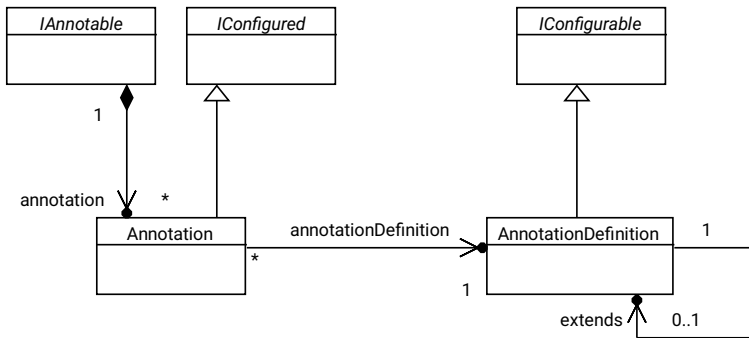 IAnnotable
IConfigured
IConfigurable
1
annotation
*
Annotation
annotationDefinition
*
1
AnnotationDefinition
1
extends
0..1